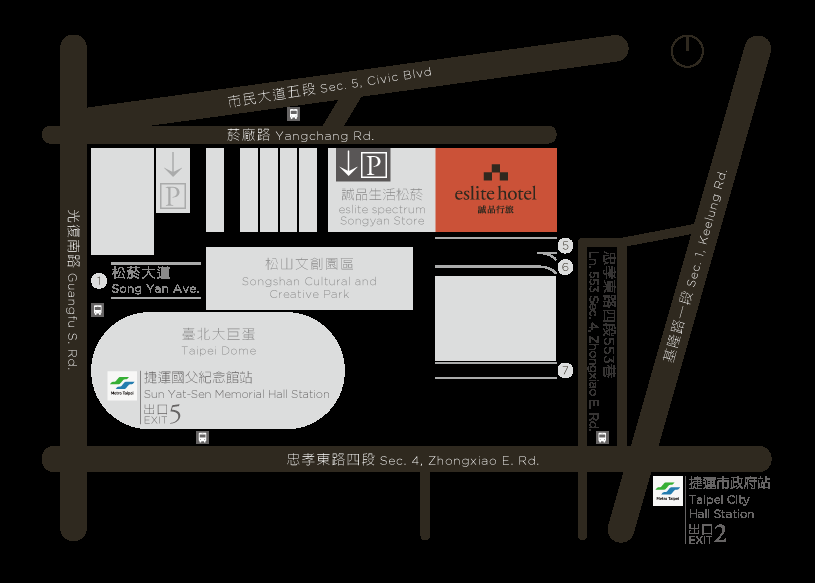 市民大道五段 Sec. 5, Civic Blvd
菸廠路 Yangchang Rd.
P
P
誠品生活松菸
eslite spectrum
Songyan Store
eslite hotel
誠品行旅
光復南路 Guangfu S. Rd.
1
松菸大道
Song Yan Ave.
松山文創園區
Songshan Cultural and
Creative Park
5
6
7
忠孝東路四段553巷
Ln. 553 Sec. 4, Zhongxiao E. Rd.
基隆路一段 Sec. 1, Keelung Rd.
臺北大巨蛋
Taipei Dome
Metro Taipei
捷運國父紀念館站
Sun Yat-Sen Memorial Hall Station
出口
EXIT 5
忠孝東路四段 Sec. 4, Zhongxiao E. Rd.
Metro Taipei
捷運市政府站
Taipei City
Hall Station
出口
EXIT 2